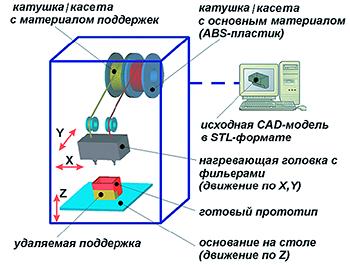 катушка/касета
с материалом поддержек
катушка/касета
с основным материалом
(ABS-пластик)
исходная CAD-модель
в STL-формате
Y
X
нагревающая головка с
фильерами
(движение по X,Y)
Z
готовый прототип
удаляемая поддержка
основание на столе
(движение по Z)